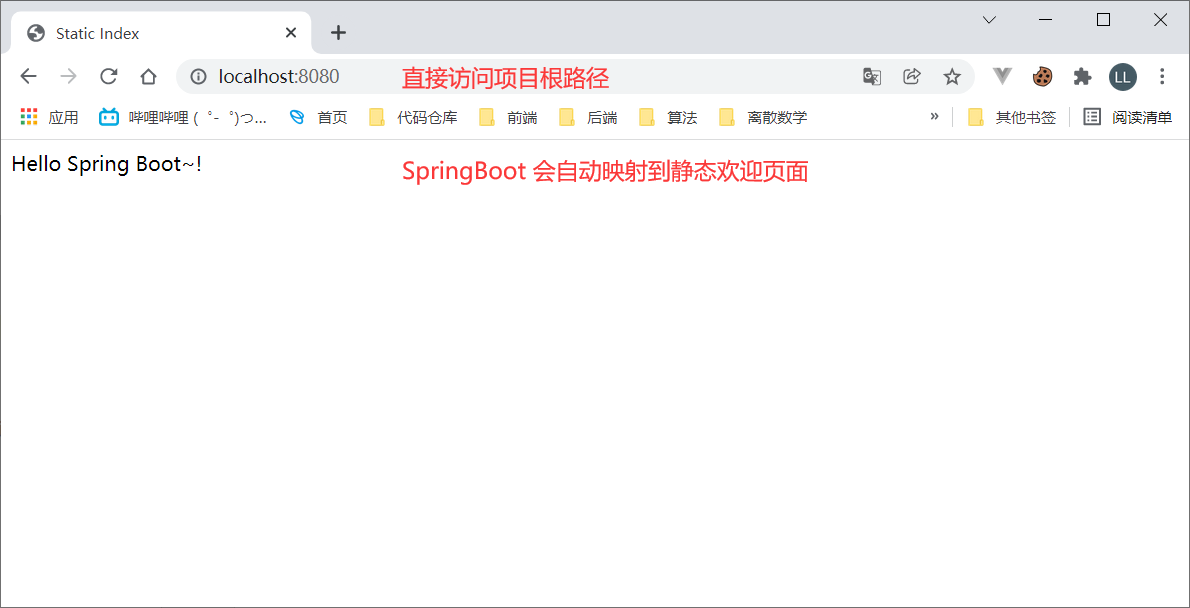 Static Index
localhost:8080 直接访问项目根路径 LL
应用 哔哩哔哩 (゜-゜)つ... 首页 代码仓库 前端 后端 算法 离散数学 » 其他书签 阅读清单
Hello Spring Boot~! SpringBoot 会自动映射到静态欢迎页面